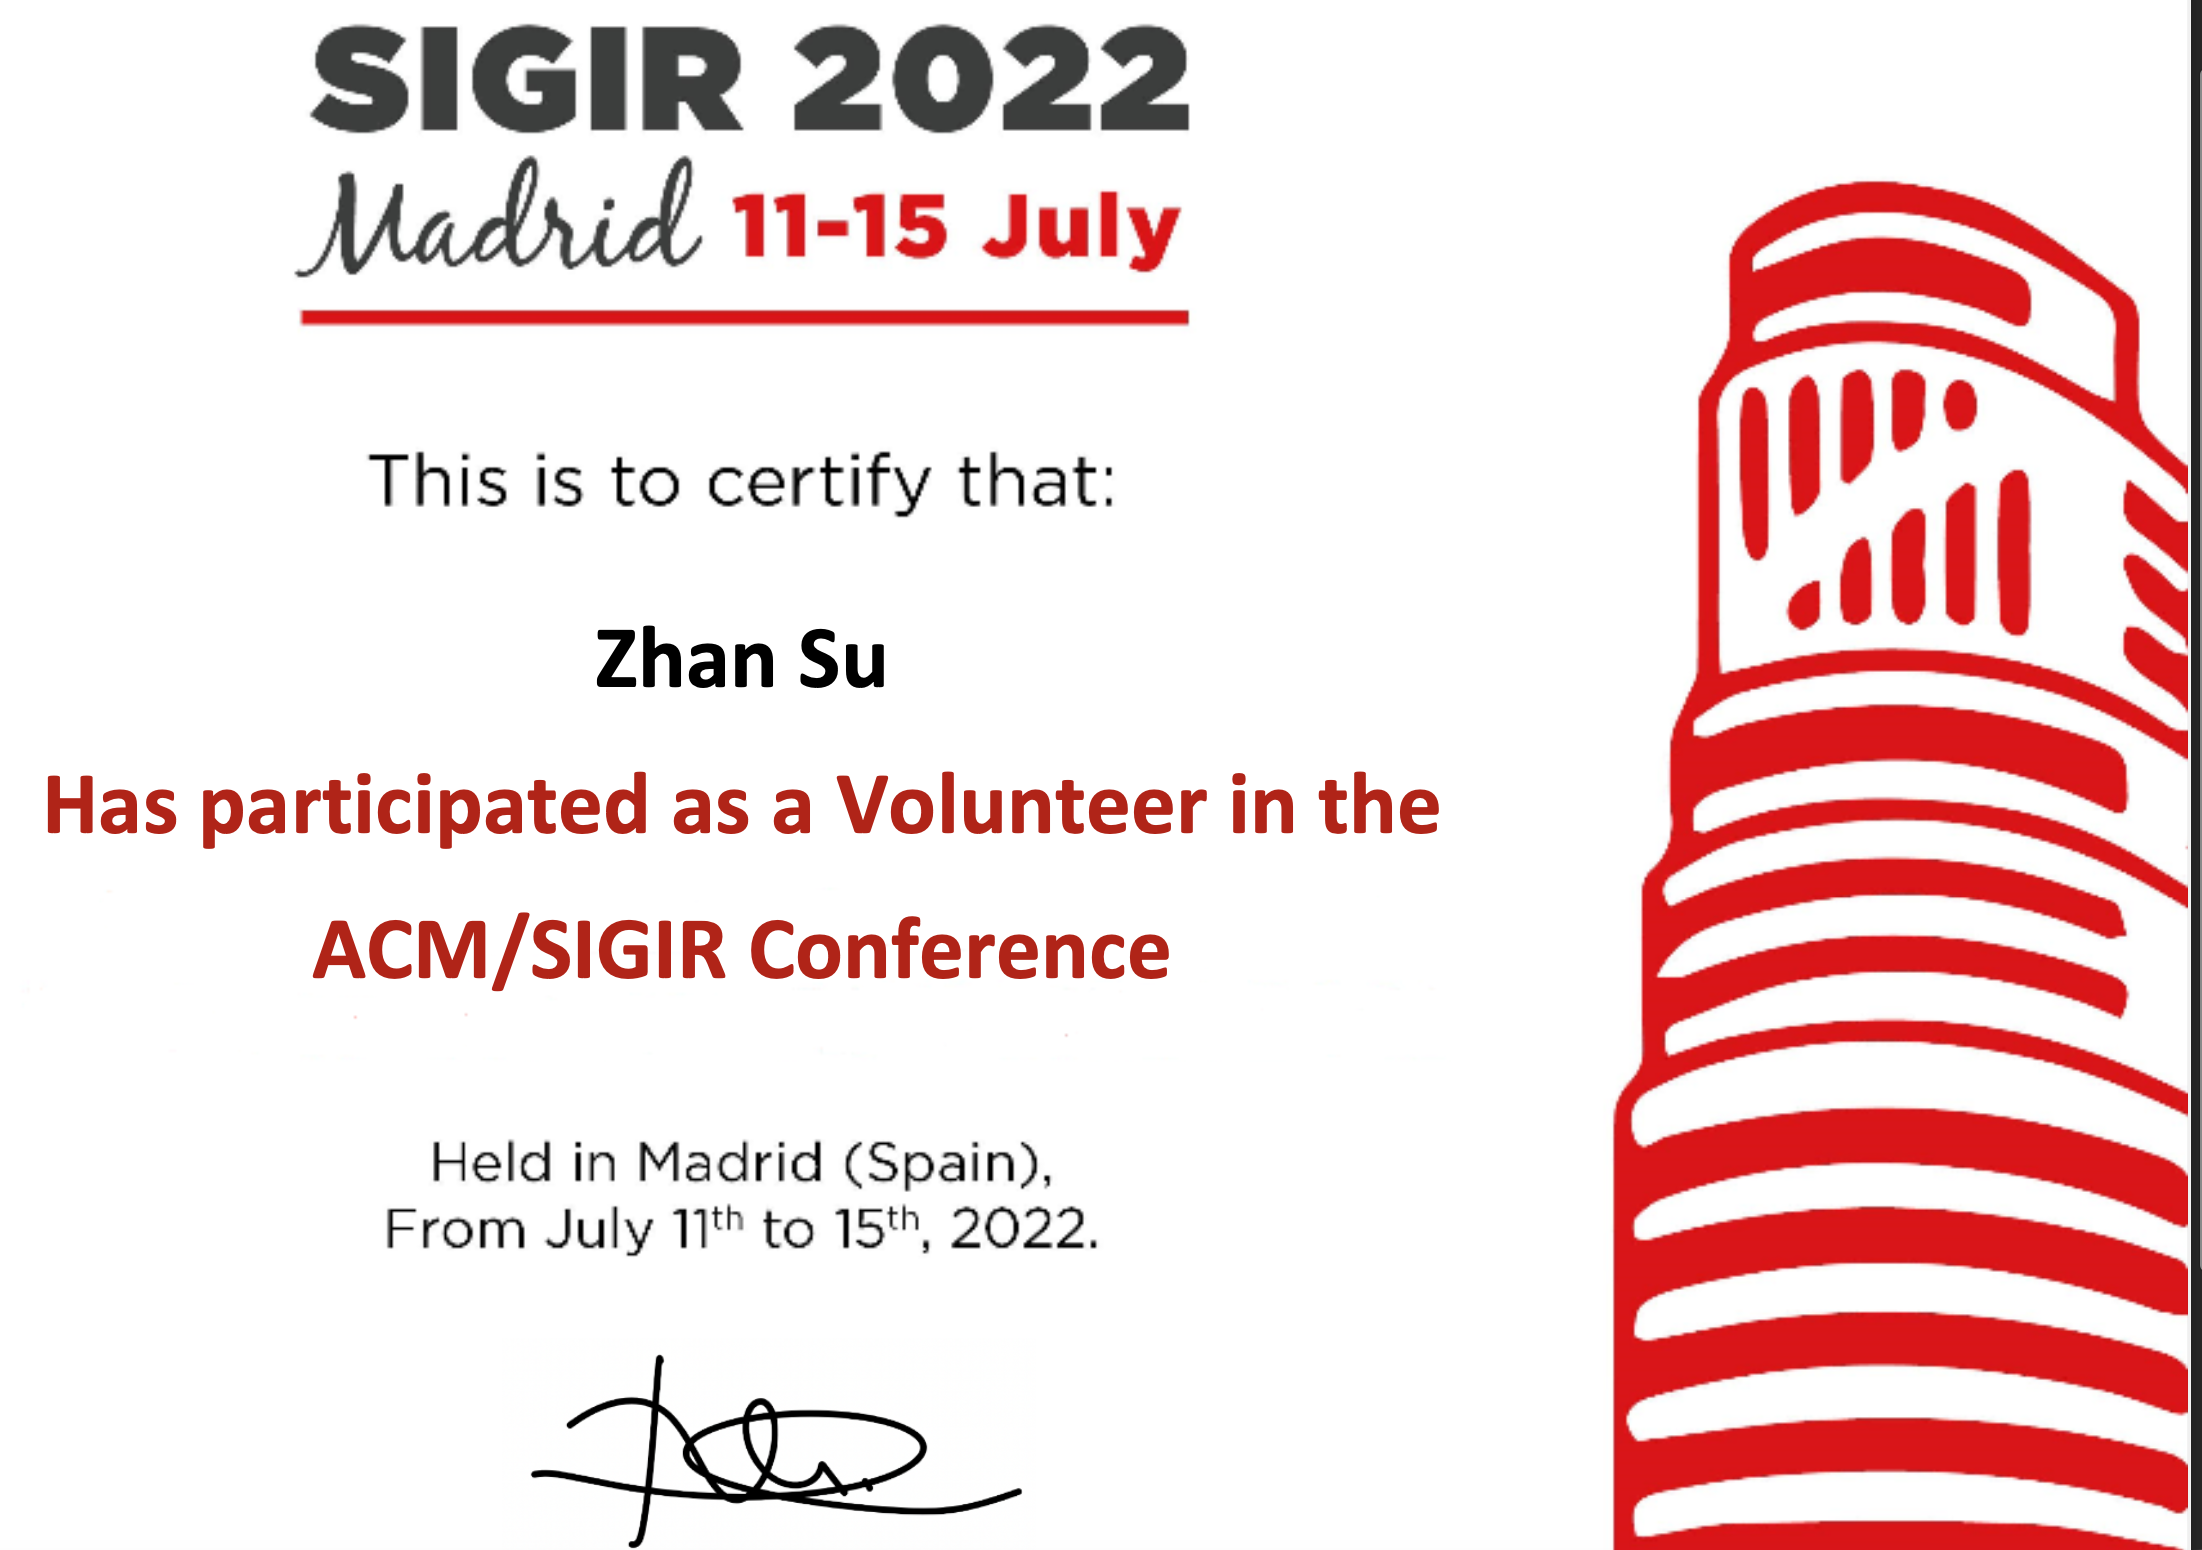 SIGIR 2022
Madrid 11-15 July
This is to certify that:
Zhan Su
Has participated as a Volunteer in the
ACM/SIGIR Conference
Held in Madrid (Spain),
From July 11th to 15th, 2022.